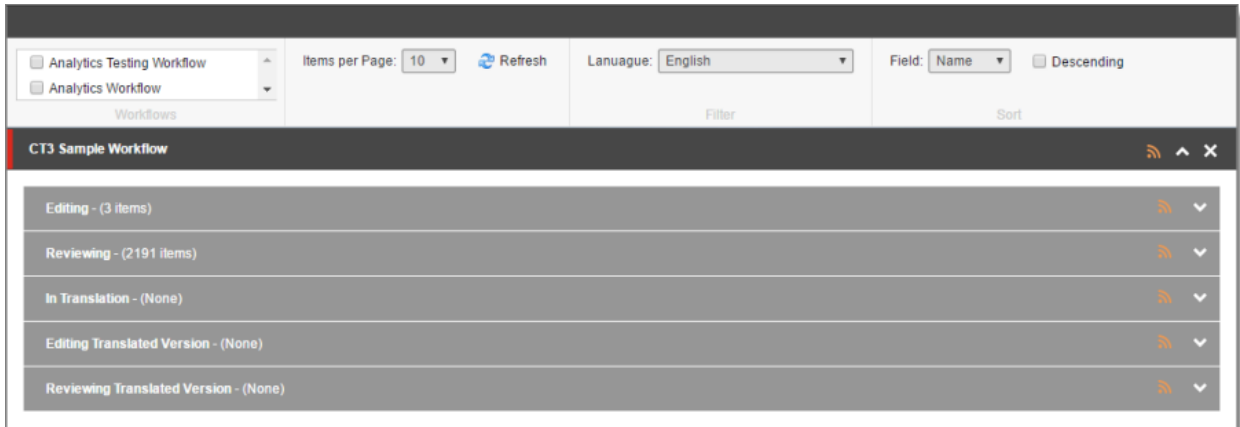 Analytics Testing Workflow
Analytics Workflow
Workflows
Items per Page: 10 Refresh
Lanuague: English
Filter
Field: Name Descending
Sort
CT3 Sample Workflow
Editing - (3 items)
Reviewing - (2191 items)
In Translation - (None)
Editing Translated Version - (None)
Reviewing Translated Version - (None)